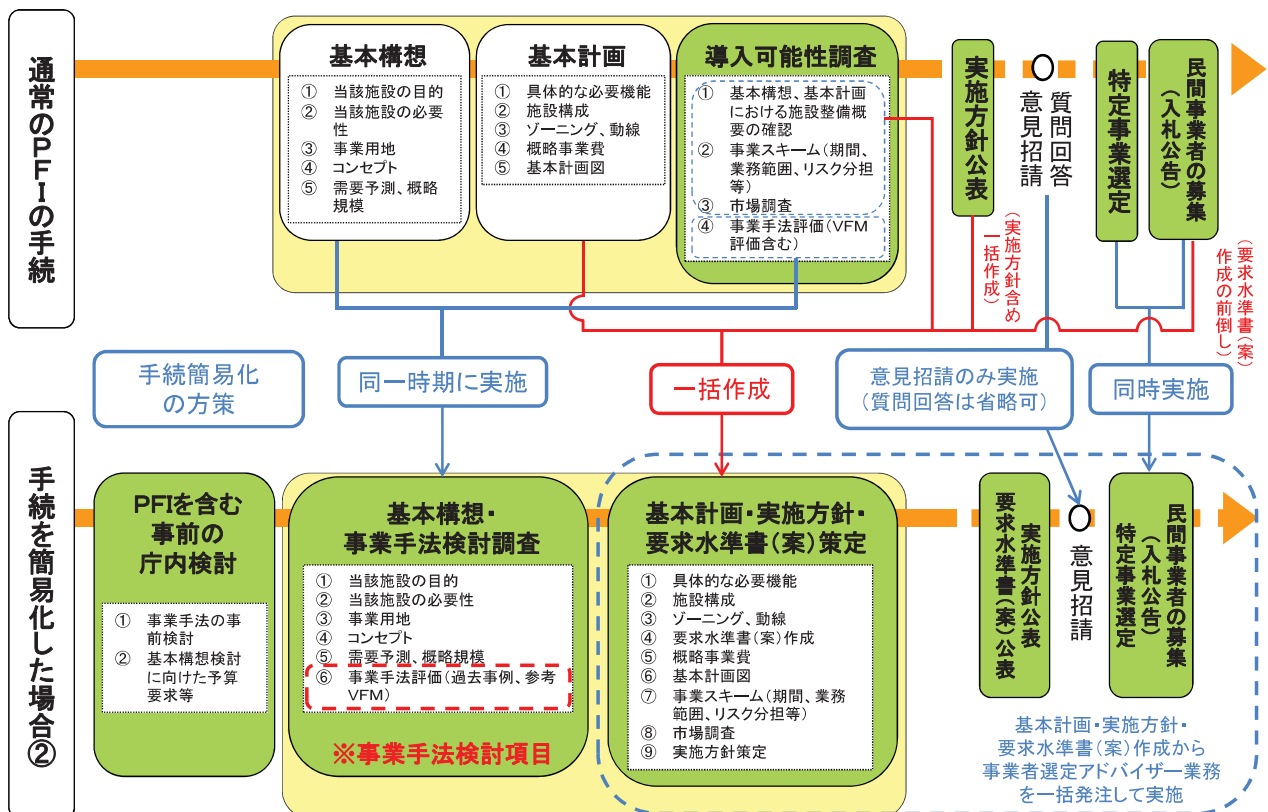 通常のPFIの手続
基本構想
① 当該施設の目的
② 当該施設の必要
性
③ 事業用地
④ コンセプト
⑤ 需要予測、概略
規模
基本計画
① 具体的な必要機能
② 施設構成
③ ゾーニング、動線
④ 概略事業費
⑤ 基本計画図
導入可能性調査
① 基本構想、基本計画
における施設整備概
要の確認
② 事業スキーム(期間、
業務範囲、リスク分担
等)
③ 市場調査
④ 事業手法評価(VFM
評価含む)
実施方針公表
(実施方針含め
一括作成)
質問回答
意見招請
特定事業選定
民間事業者の募集
(入札公告)
(要求水準書(案)
作成の前倒し)
手続簡易化
の方策
同一時期に実施
一括作成
意見招請のみ実施
(質問回答は省略可)
同時実施
手続を簡易化した場合②
PFIを含む
事前の
庁内検討
① 事業手法の事
前検討
② 基本構想検討
に向けた予算
要求等
基本構想・
事業手法検討調査
① 当該施設の目的
② 当該施設の必要性
③ 事業用地
④ コンセプト
⑤ 需要予測、概略規模
⑥ 事業手法評価(過去事例、参考
VFM)
※事業手法検討項目
基本計画・実施方針・
要求水準書(案)策定
① 具体的な必要機能
② 施設構成
③ ゾーニング、動線
④ 要求水準書(案)作成
⑤ 概略事業費
⑥ 基本計画図
⑦ 事業スキーム(期間、業務
範囲、リスク分担等)
⑧ 市場調査
⑨ 実施方針策定
実施方針公表
要求水準書(案)公表
意見招請
民間事業者の募集
(入札公告)
特定事業選定
基本計画・実施方針・
要求水準書(案)作成から
事業者選定アドバイザー業務
を一括発注して実施